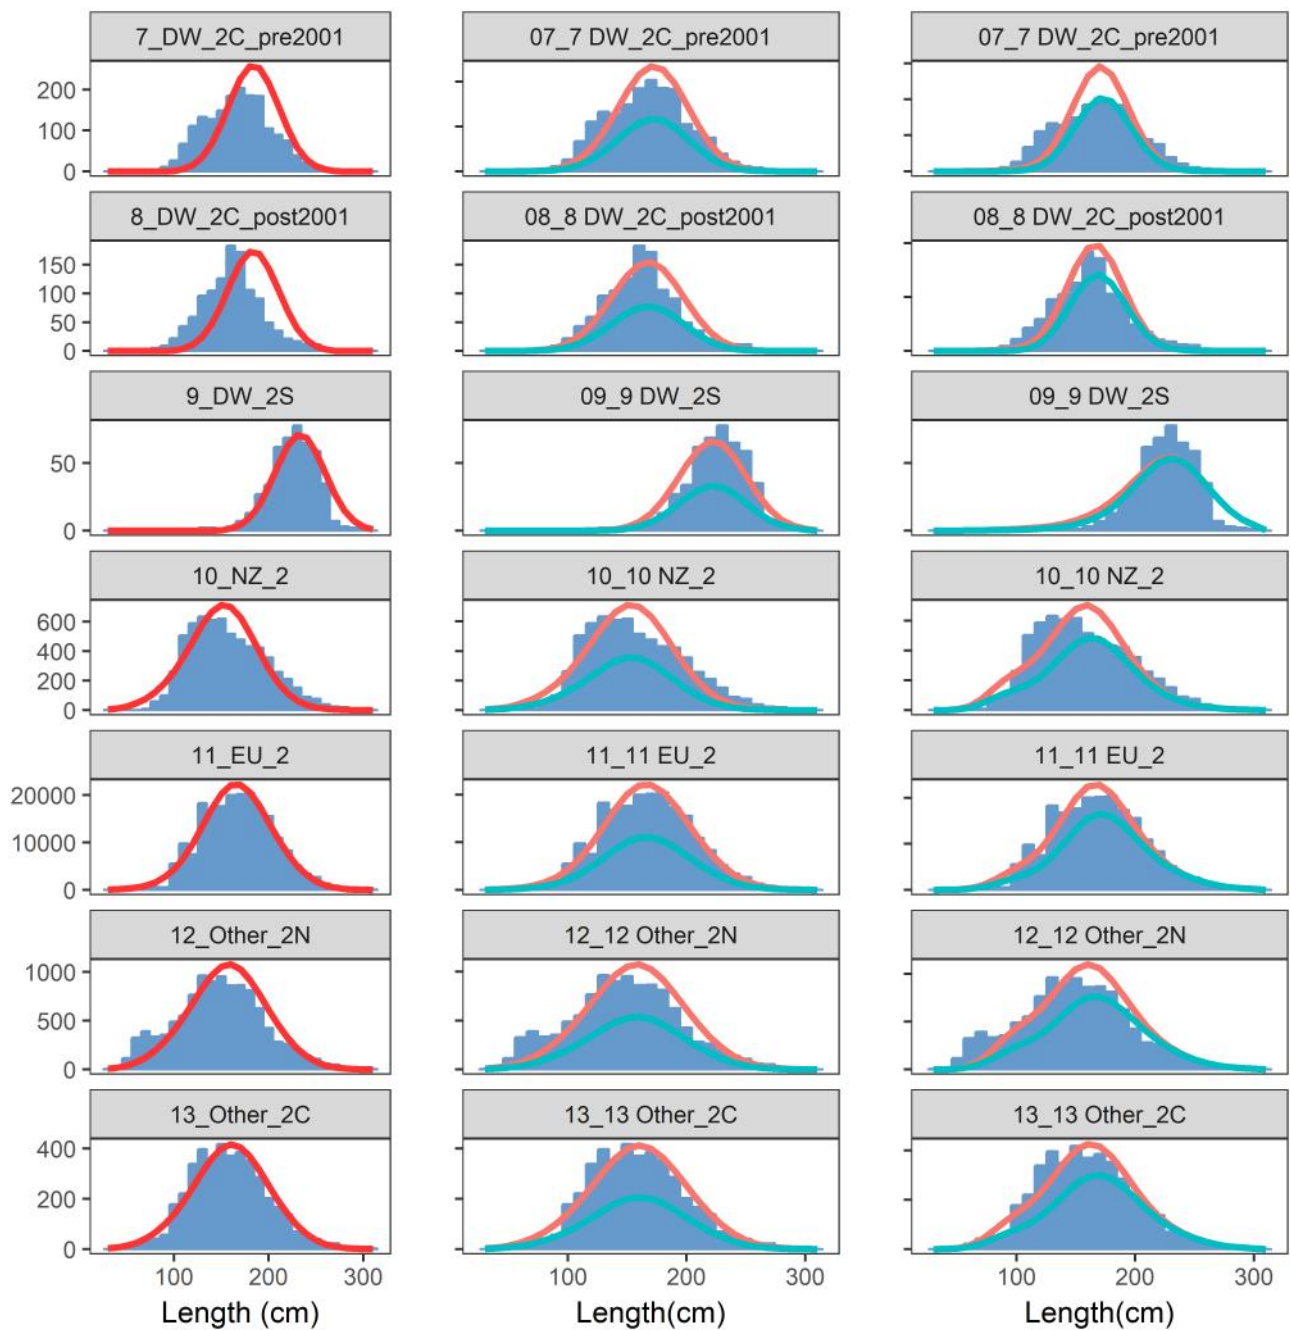 7_DW_2C_pre2001 07_7 DW_2C_pre2001 07_7 DW_2C_pre2001
200
100
0
8_DW_2C_post2001 08_8 DW_2C_post2001 08_8 DW_2C_post2001
150
100
50
0
9_DW_2S 09_9 DW_2S 09_9 DW_2S
50
0
10_NZ_2 10_10 NZ_2 10_10 NZ_2
600
400
200
0
11_EU_2 11_11 EU_2 11_11 EU_2
20000
10000
0
12_Other_2N 12_12 Other_2N 12_12 Other_2N
1000
500
0
13_Other_2C 13_13 Other_2C 13_13 Other_2C
400
200
0
100 200 300 100 200 300 100 200 300
Length (cm) Length(cm) Length(cm)